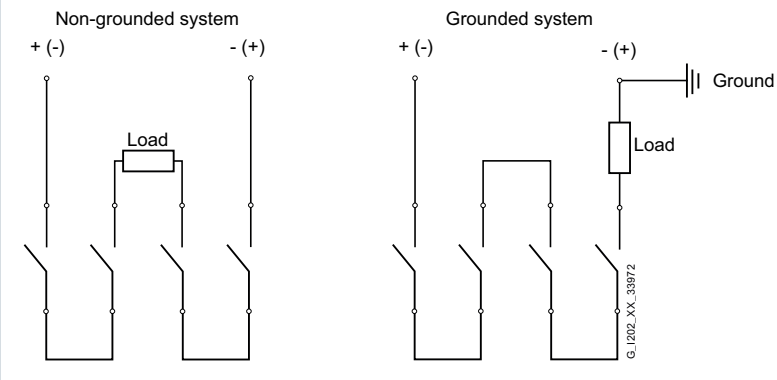 Non-grounded system
+ (-)
- (+)
Load
Grounded system
+ (-)
- (+)
Ground
Load
G_I202_XX_33972